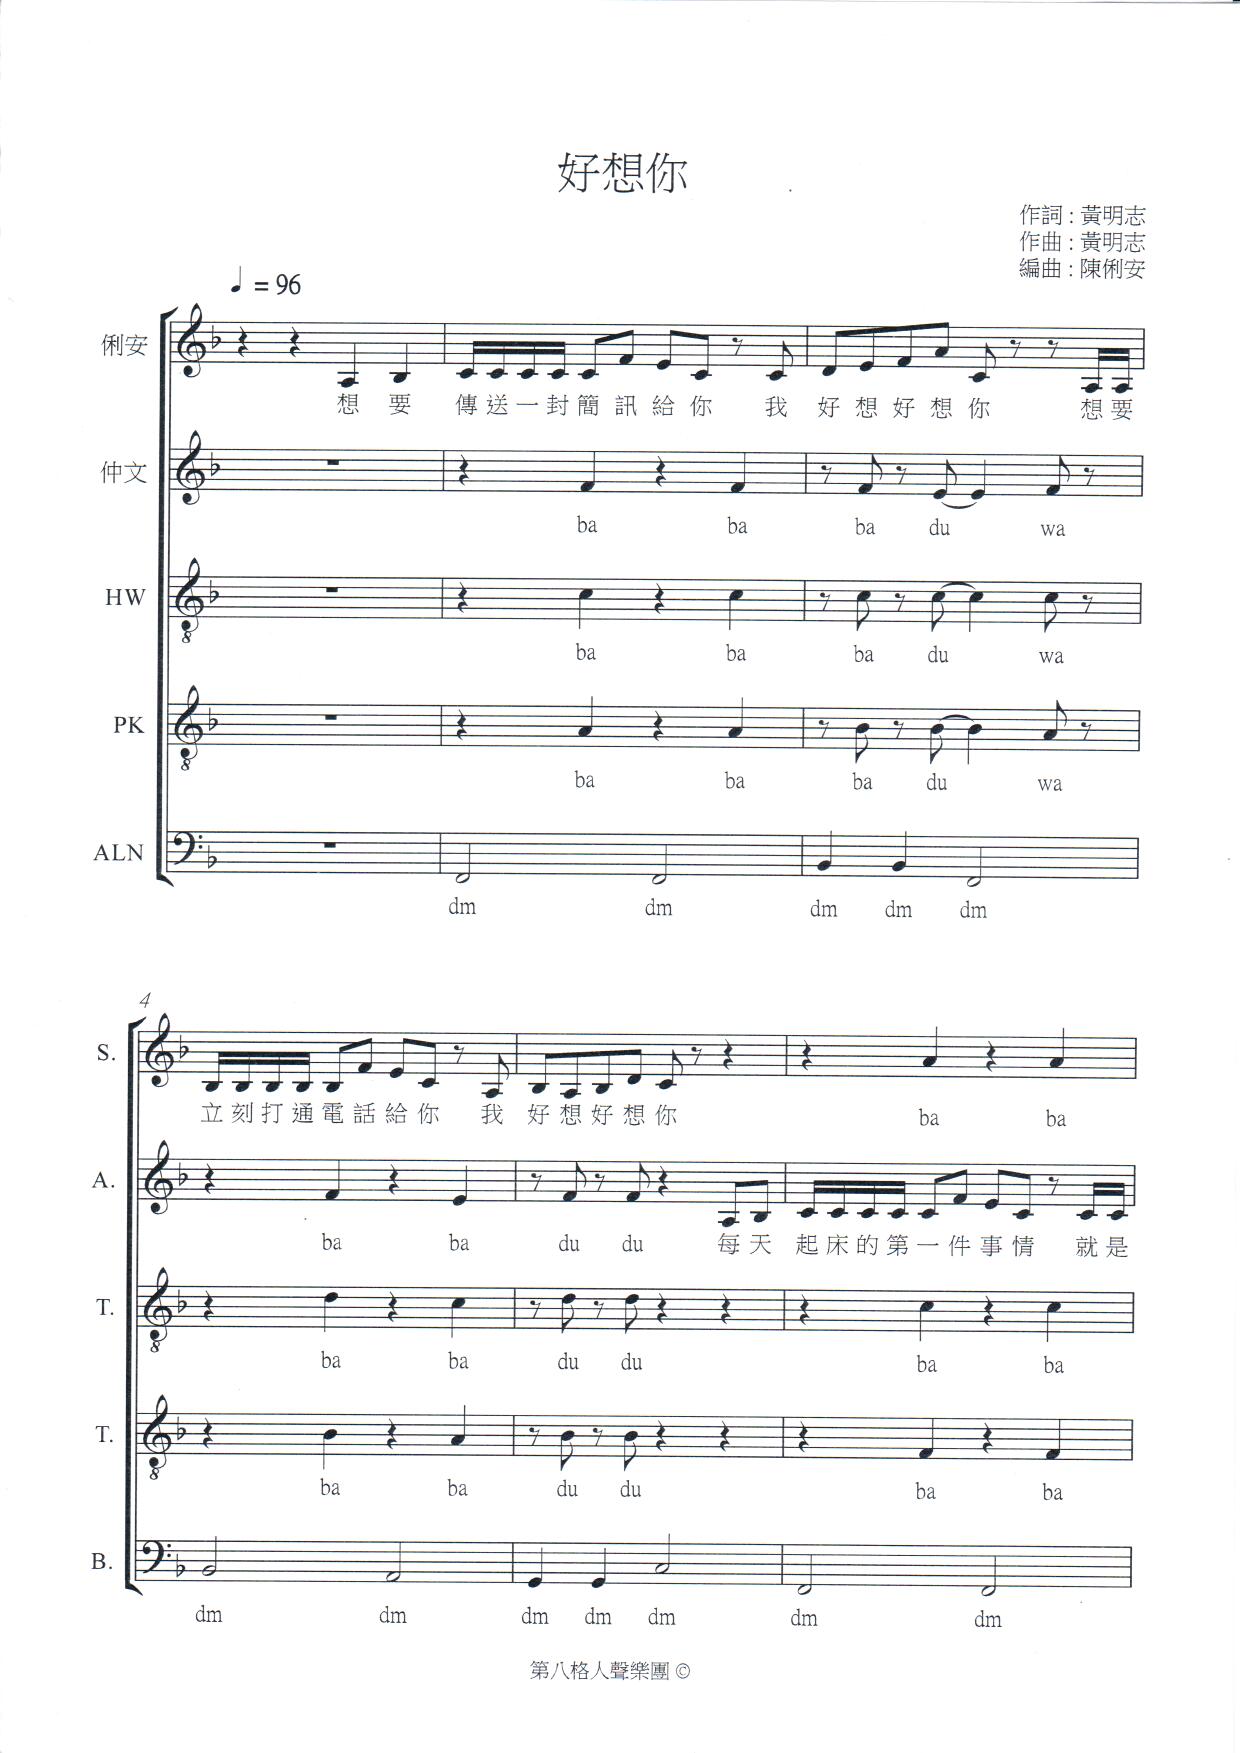 好想你
作詞 : 黃明志
作曲 : 黃明志
編曲 : 陳俐安
♩ = 96
俐安
想 要 傳 送 一 封 簡 訊 給 你 我 好 想 好 想 你 想 要
仲文
ba ba ba du wa
HW
8
ba ba ba du wa
PK
8
ba ba ba du wa
ALN
dm dm dm dm dm
4
S.
立 刻 打 通 電 話 給 你 我 好 想 好 想 你 ba ba
A.
ba ba du du 每 天 起 床 的 第 一 件 事 情 就 是
T.
8
ba ba du du ba ba
T.
8
ba ba du du ba ba
B.
dm dm dm dm dm dm dm
第八格人聲樂團 ©